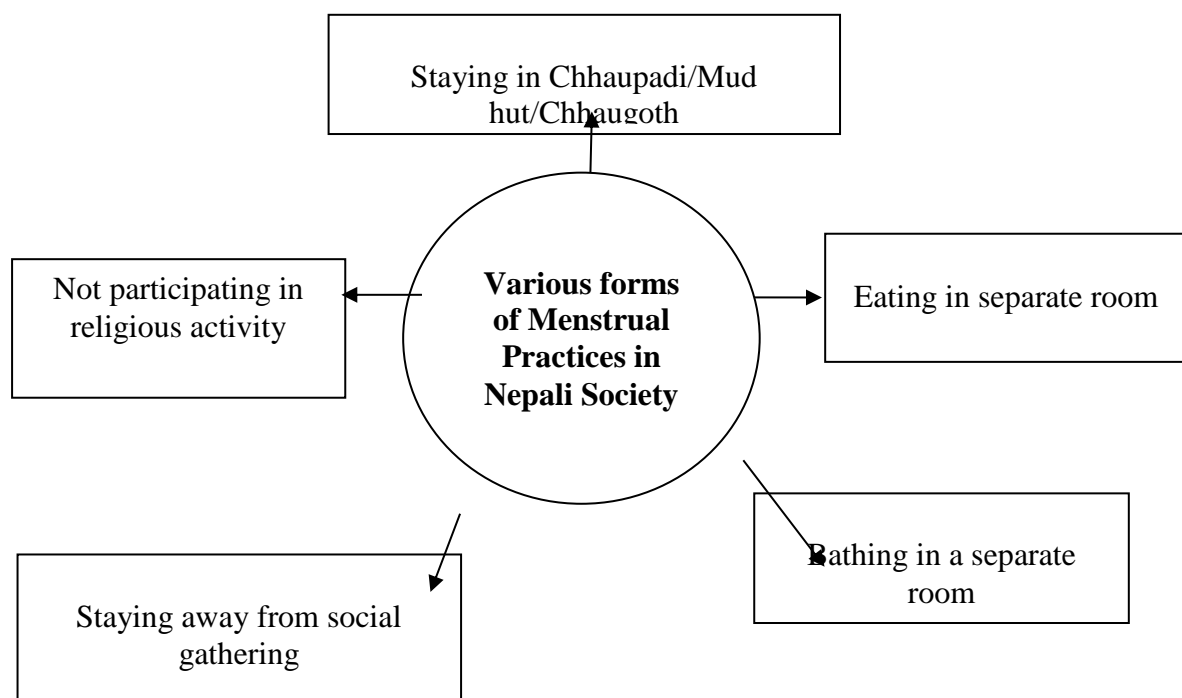 Staying in Chhaupadi/Mud
hut/Chhaugoth
Not participating in
religious activity
Various forms
of Menstrual
Practices in
Nepali Society
Eating in separate room
Bathing in a separate
room
Staying away from social
gathering